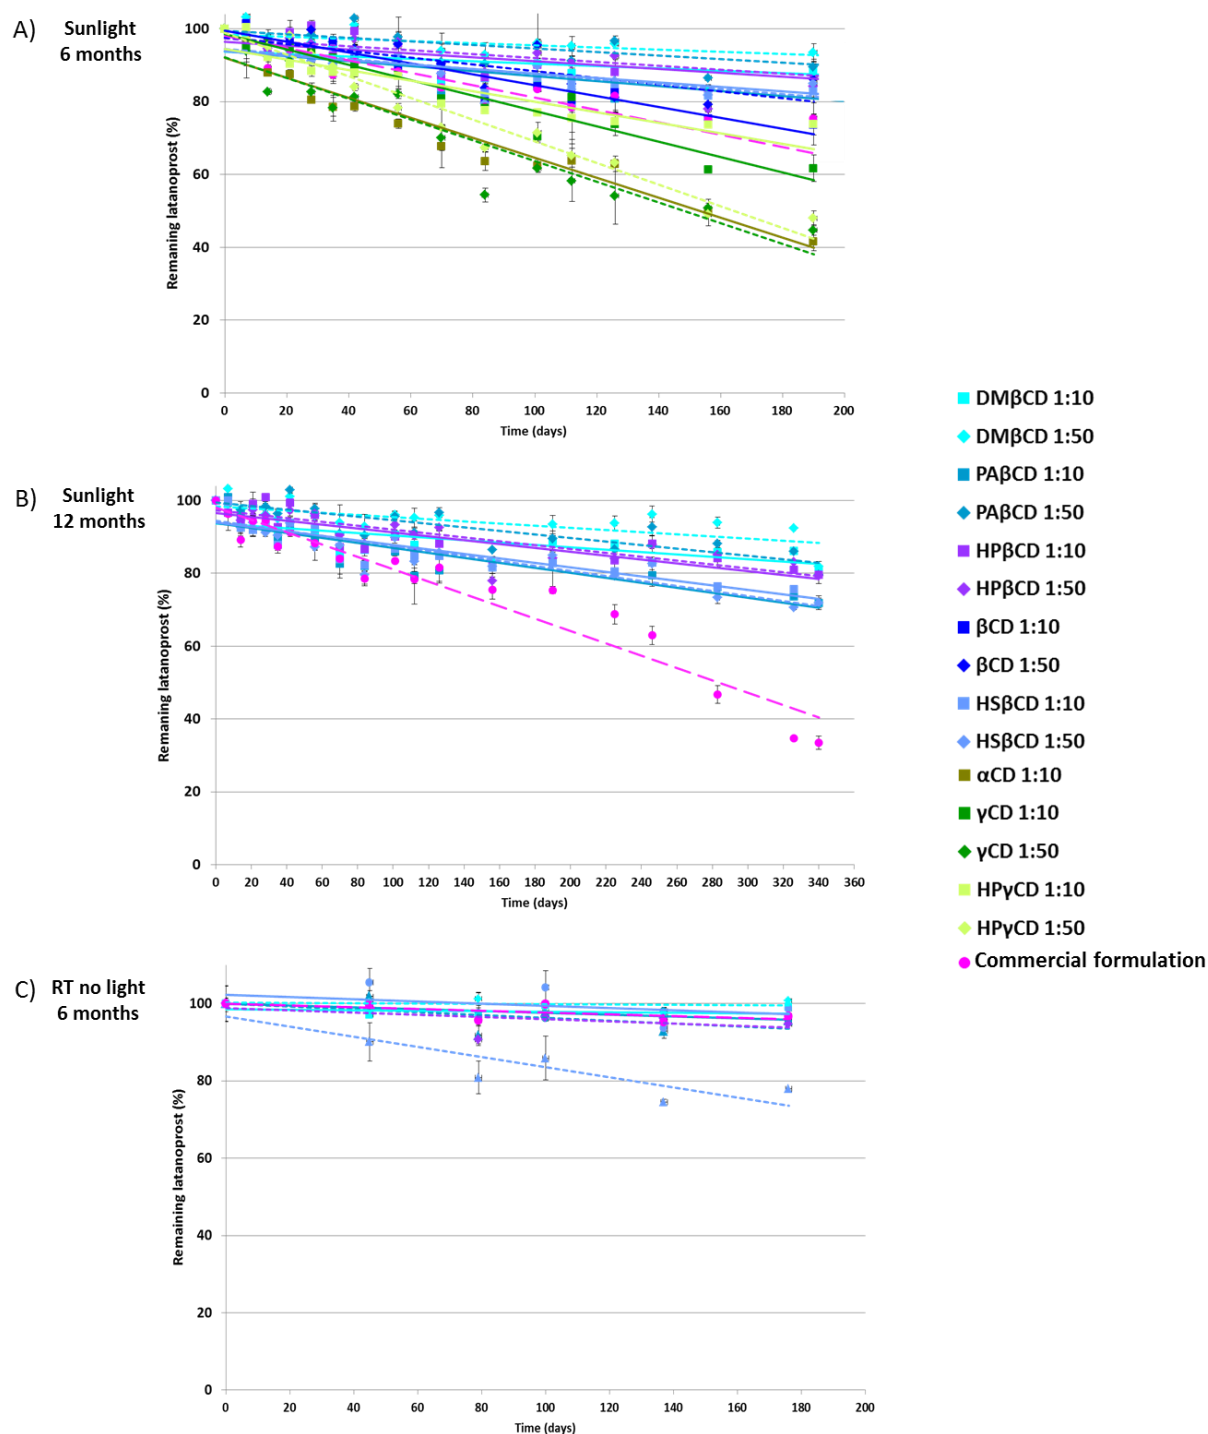 A) Sunlight
6 months
Remaning latanoprost (%)
100
80
60
40
20
0
0 20 40 60 80 100 120 140 160 180 200
Time (days)
B) Sunlight
12 months
Remaning latanoprost (%)
100
80
60
40
20
0
0 20 40 60 80 100 120 140 160 180 200 220 240 260 280 300 320 340 360
Time (days)
C) RT no light
6 months
Remaining latanoprost (%)
100
80
60
40
20
0
0 20 40 60 80 100 120 140 160 180 200
Time (days)
DMβCD 1:10
DMβCD 1:50
PAβCD 1:10
PAβCD 1:50
HPβCD 1:10
HPβCD 1:50
βCD 1:10
βCD 1:50
HSβCD 1:10
HSβCD 1:50
αCD 1:10
γCD 1:10
γCD 1:50
HPγCD 1:10
HPγCD 1:50
Commercial formulation